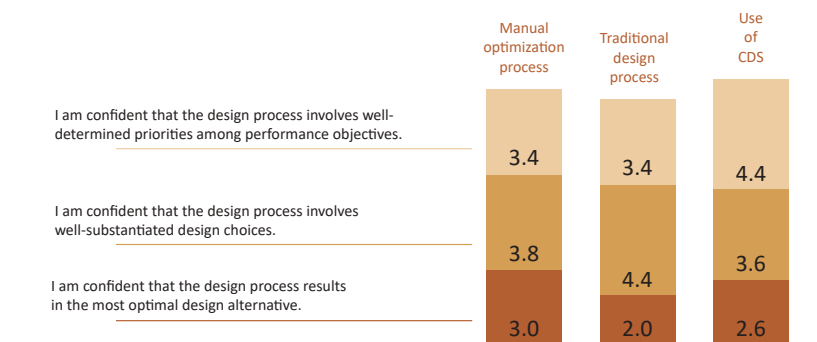 Manual
optimization
process
Traditional
design
process
Use
of
CDS
I am confident that the design process involves well-
determined priorities among performance objectives.
3.4
3.4
4.4
I am confident that the design process involves
well-substantiated design choices.
3.8
4.4
3.6
I am confident that the design process results
in the most optimal design alternative.
3.0
2.0
2.6